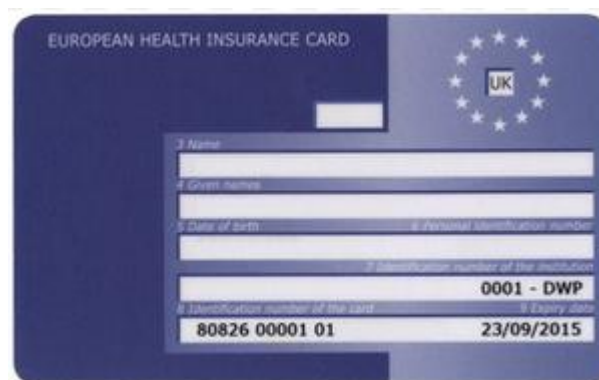 EUROPEAN HEALTH INSURANCE CARD
UK
3 Name
4 Given names
5 Date of birth 6 Personal identification number
7 Identification number of the institution
0001 - DWP
8 Identification number of the card 9 Expiry date
80826 00001 01 23/09/2015